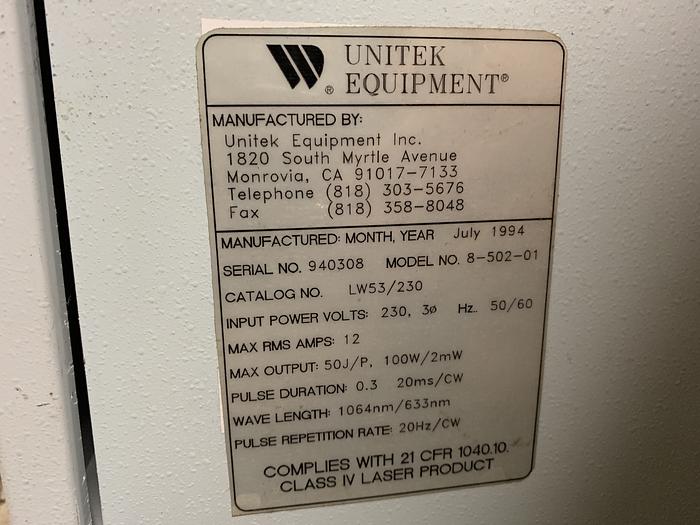 UNITEK
® EQUIPMENT®
MANUFACTURED BY:
Unitek Equipment Inc.
1820 South Myrtle Avenue
Monrovia, CA 91017-7133
Telephone (818) 303-5676
Fax (818) 358-8048
MANUFACTURED: MONTH, YEAR July 1994
SERIAL NO. 940308 MODEL NO. 8-502-01
CATALOG NO. LW53/230
INPUT POWER VOLTS: 230, 3ø Hz. 50/60
MAX RMS AMPS: 12
MAX OUTPUT: 50J/P, 100W/2mW
PULSE DURATION: 0.3 20ms/CW
WAVE LENGTH: 1064nm/633nm
PULSE REPETITION RATE: 20Hz/CW
COMPLIES WITH 21 CFR 1040.10.
CLASS IV LASER PRODUCT